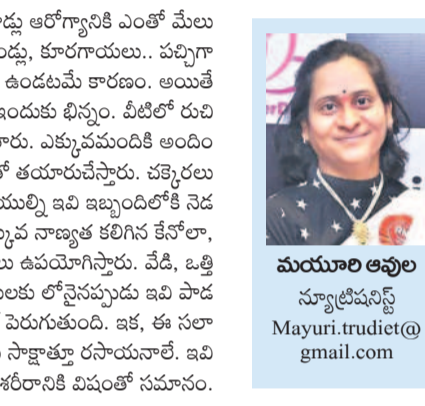 డ్లు ఆరోగ్యానికి ఎంతో మేలు
ండ్లు, కూరగాయలు.. పచ్చిగా
ఉండటమే కారణం. అయితే
ఇందుకు భిన్నం. వీటిలో రుచి
ారు. ఎక్కువమందికి అందిం
తో తయారుచేస్తారు. చక్కెరలు
యుల్ని ఇవి ఇబ్బందిలోకి నెడ
్కువ నాణ్యత కలిగిన కేనోలా,
లు ఉపయోగిస్తారు. వేడి, ఒత్తి
లకు లోనైనప్పుడు ఇవి పాడ
పెరుగుతుంది. ఇక, ఈ సలా
సాక్షాత్తూ రసాయనాలే. ఇవి
శరీరానికి విషంతో సమానం.
మయూరి ఆవుల
న్యూట్రిషనిస్ట్
Mayuri.trudiet@
gmail.com